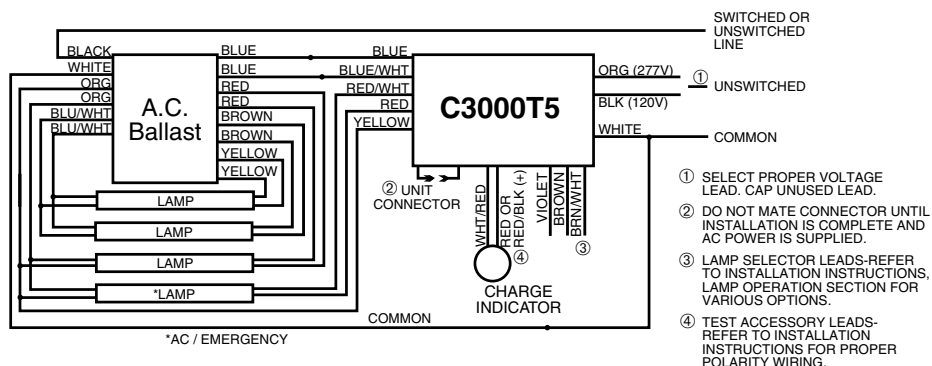 SWITCHED OR
UNSWITCHED
LINE
BLACK
WHITE
ORG
ORG
BLU/WHT
BLU/WHT
A.C.
Ballast
BLUE
BLUE
RED
RED
BROWN
BROWN
YELLOW
YELLOW
BLUE
BLUE/WHT
RED/WHT
RED
YELLOW
C3000T5
ORG (277V)
① UNSWITCHED
BLK (120V)
WHITE
COMMON
② UNIT
CONNECTOR
WHT/RED
RED OR
RED/BLK (+)
④
VIOLET
BROWN
BRN/WHT
③
CHARGE
INDICATOR
LAMP
LAMP
LAMP
*LAMP
COMMON
*AC / EMERGENCY
① SELECT PROPER VOLTAGE
LEAD. CAP UNUSED LEAD.
② DO NOT MATE CONNECTOR UNTIL
INSTALLATION IS COMPLETE AND
AC POWER IS SUPPLIED.
③ LAMP SELECTOR LEADS-REFER
TO INSTALLATION INSTRUCTIONS,
LAMP OPERATION SECTION FOR
VARIOUS OPTIONS.
④ TEST ACCESSORY LEADS-
REFER TO INSTALLATION
INSTRUCTIONS FOR PROPER
POLARITY WIRING.